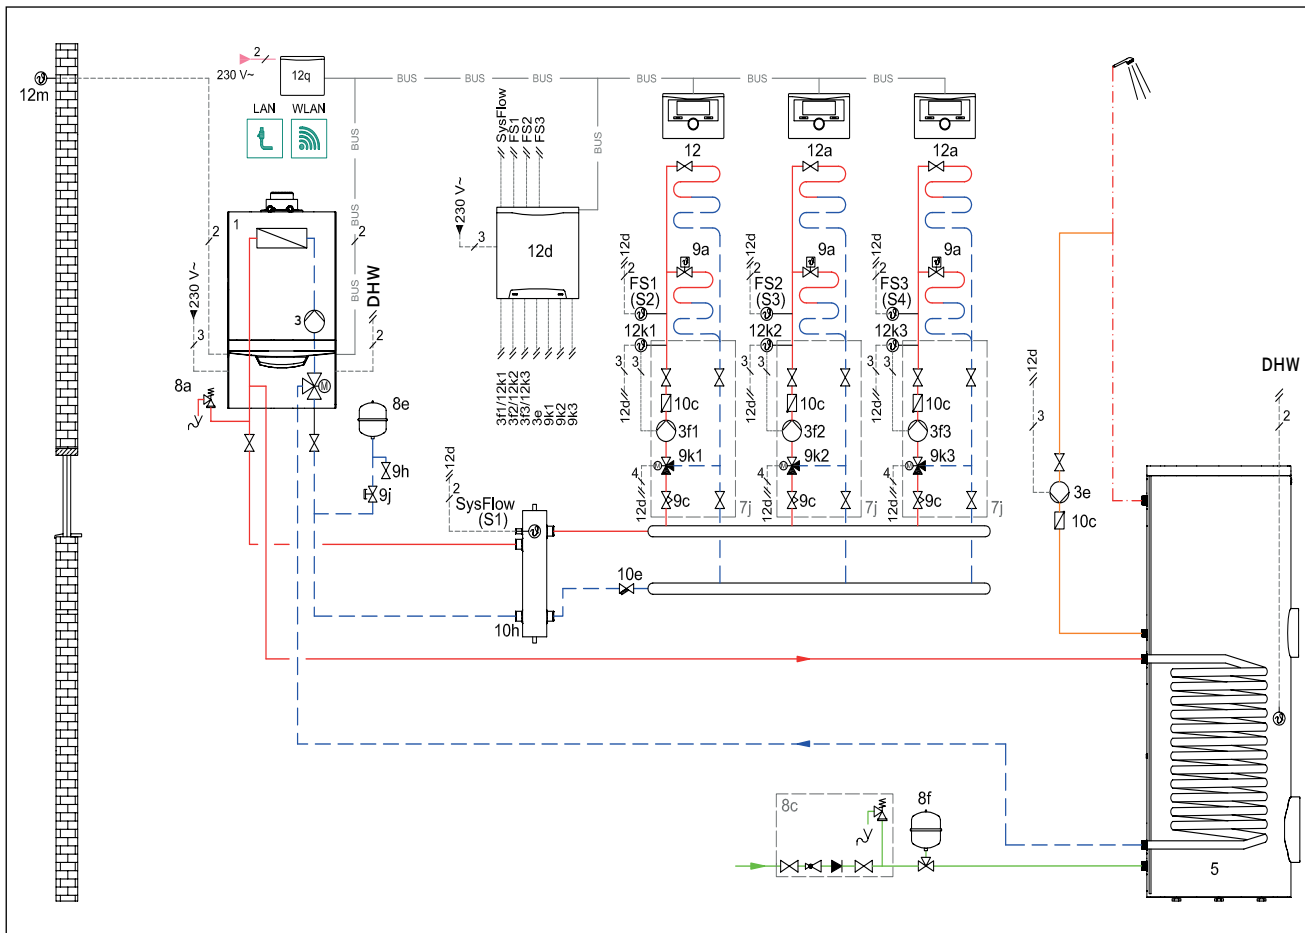 2
230 V~
12q
BUS
BUS
BUS
BUS
BUS
BUS
BUS
12m
LAN
WLAN
BUS
BUS
BUS
BUS
SysFlow
FS1
FS2
FS3
12
12a
12a
1
2
2
230 V~
3
DHW
2
3
M
230 V~
3
12d
3f1/12k1
3f2/12k2
3f3/12k3
3e
9k1
9k2
9k3
12d
2
FS1
(S2)
9a
12d
2
FS2
(S3)
9a
12d
2
FS3
(S4)
9a
12k1
12k2
12k3
3
3
12d
10c
3f1
9k1
M
4
12d
9c
7j
3
3
12d
10c
3f2
9k2
M
4
12d
9c
7j
3
3
12d
10c
3f3
9k3
M
4
12d
9c
7j
8a
8e
9h
9j
12d
2
SysFlow
(S1)
10e
10h
12d
3
3e
10c
DHW
2
8c
8f
5